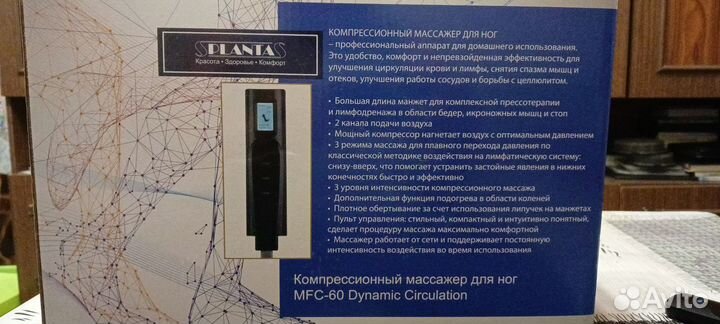 SPLANTAS
Красота • Здоровье • Комфорт
КОМПРЕССИОННЫЙ МАССАЖЕР ДЛЯ НОГ
– профессиональный аппарат для домашнего использования.
Это удобство, комфорт и непревзойденная эффективность для
улучшения циркуляции крови и лимфы, снятия спазма мышц и
отеков, улучшения работы сосудов и борьбы с целлюлитом.
• Большая длина манжет для комплексной прессотерапии
и лимфодренажа в области бедер, икроножных мышц и стоп
• 2 канала подачи воздуха
• Мощный компрессор нагнетает воздух с оптимальным давлением
• 3 режима массажа для плавного перехода давления по
классической методике воздействия на лимфатическую систему:
снизу-вверх, что помогает устранить застойные явления в нижних
конечностях быстро и эффективно
• 3 уровня интенсивности компрессионного массажа
• Дополнительная функция подогрева в области коленей
• Плотное обертывание за счет использования липучек на манжетах
• Пульт управления: стильный, компактный и интуитивно понятный,
сделает процедуру массажа максимально комфортной
• Массажер работает от сети и поддерживает постоянную
интенсивность воздействия во время использования
Компрессионный массажер для ног
MFC-60 Dynamic Circulation
Avito